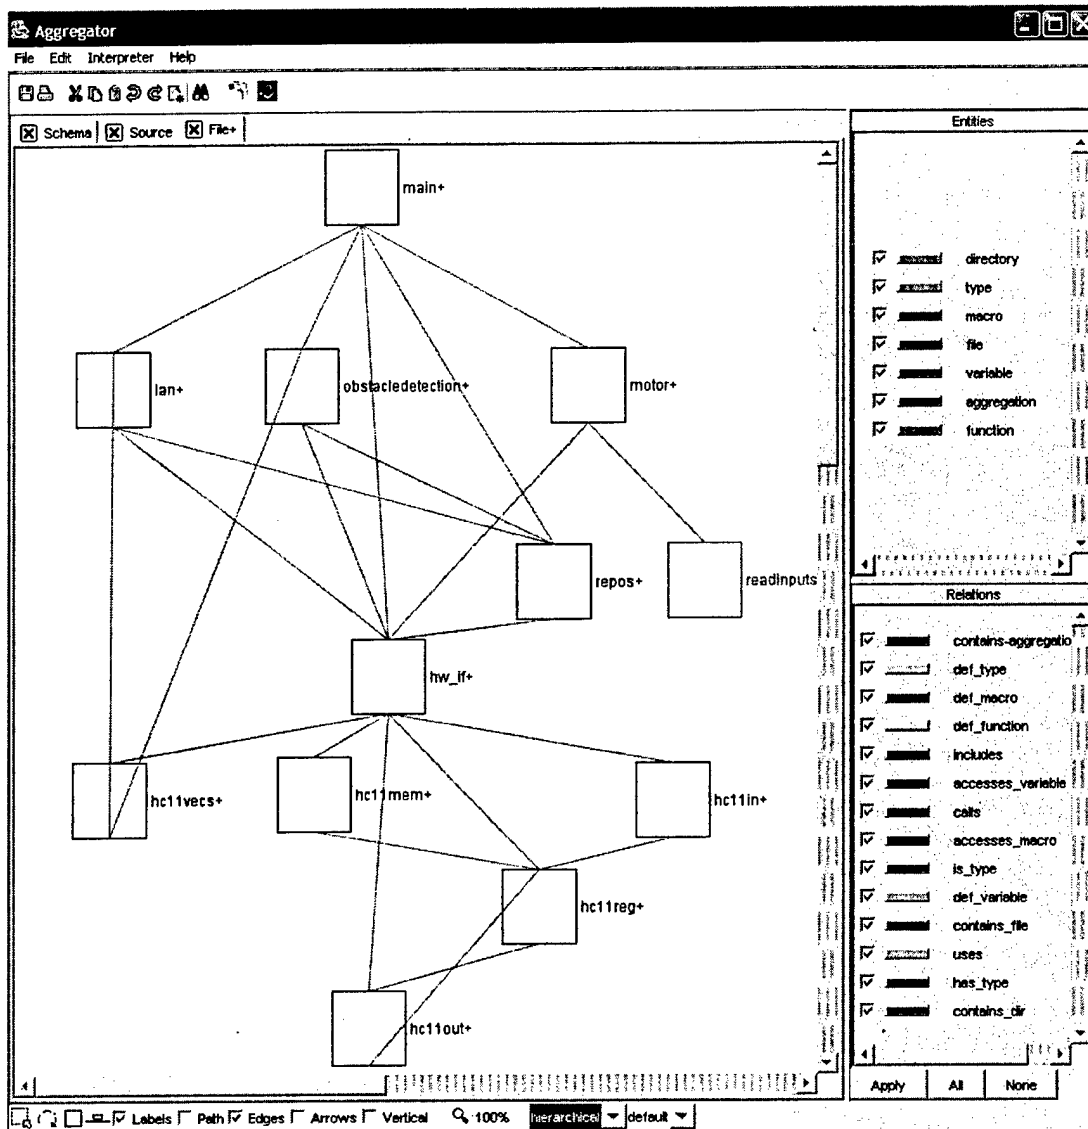 Aggregator
File Edit Interpreter Help
Schema Source File+
main+
lan+
obstacledetection+
motor+
repos+
readinputs
hw_if+
hc11vecs+
hc11mem+
hc11in+
hc11reg+
hc11out+
Entities
directory
type
macro
file
variable
aggregation
function
Relations
contains-aggregatio
def_type
def_macro
def_function
includes
accesses_variable
calls
accesses_macro
is_type
def_variable
contains_file
uses
has_type
contains_dir
Apply All None
Labels Path Edges Arrows Vertical 100% hierarchical default